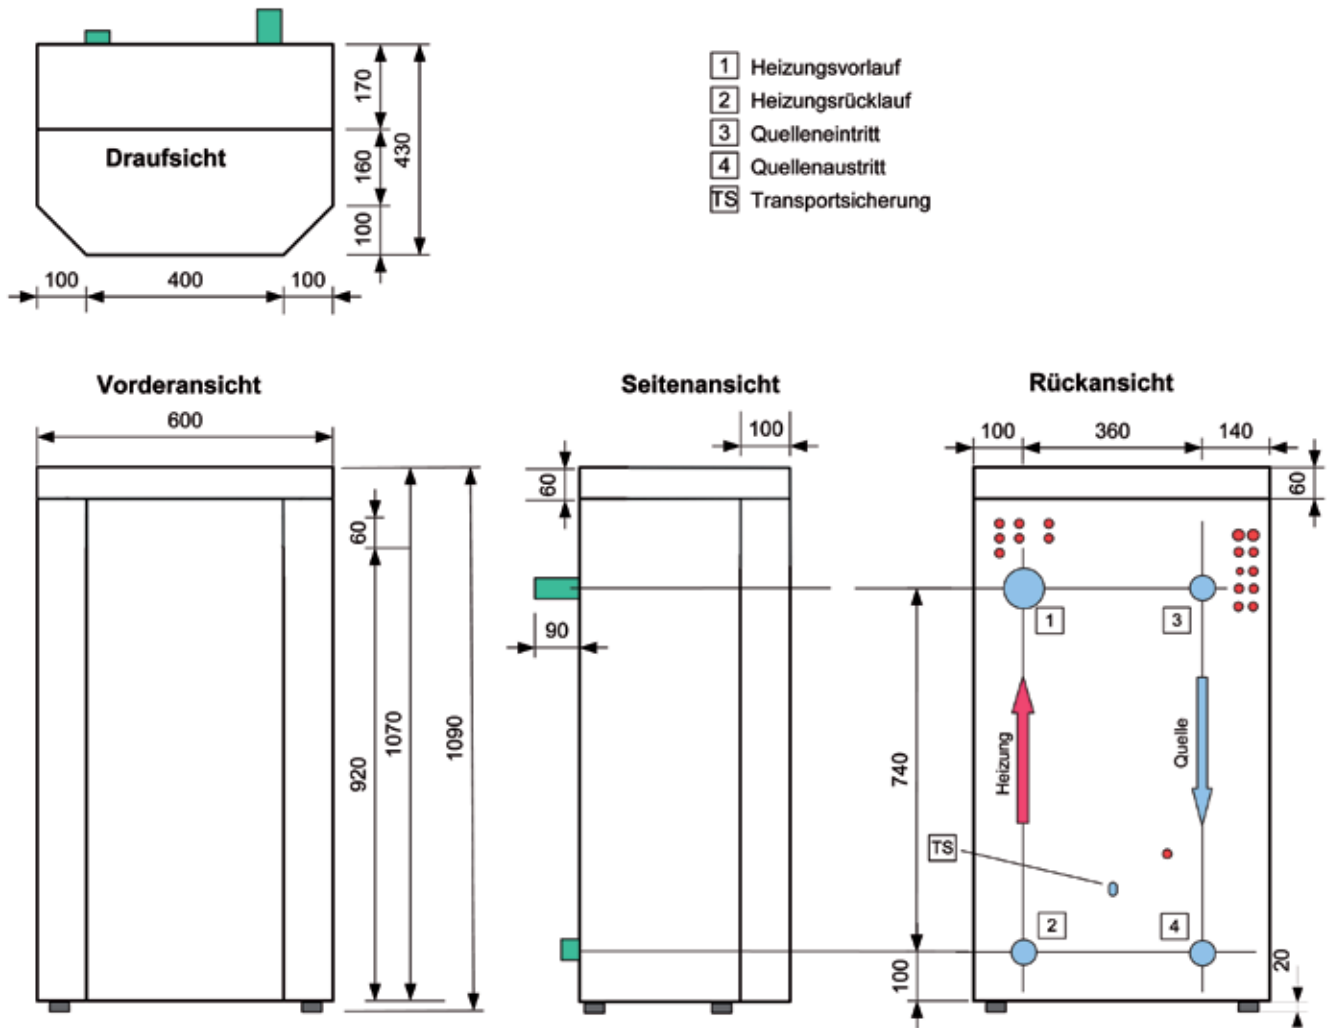 170
430
Draufsicht
160
100
100 400 100
1 Heizungsvorlauf
2 Heizungsrücklauf
3 Quelleneintritt
4 Quellenaustritt
TS Transportsicherung
Vorderansicht
600
60
920
1070
1090
Seitenansicht
100
60
90
Rückansicht
100 360 140
60
1
3
Heizung
Quelle
740
TS
2
4
100
20